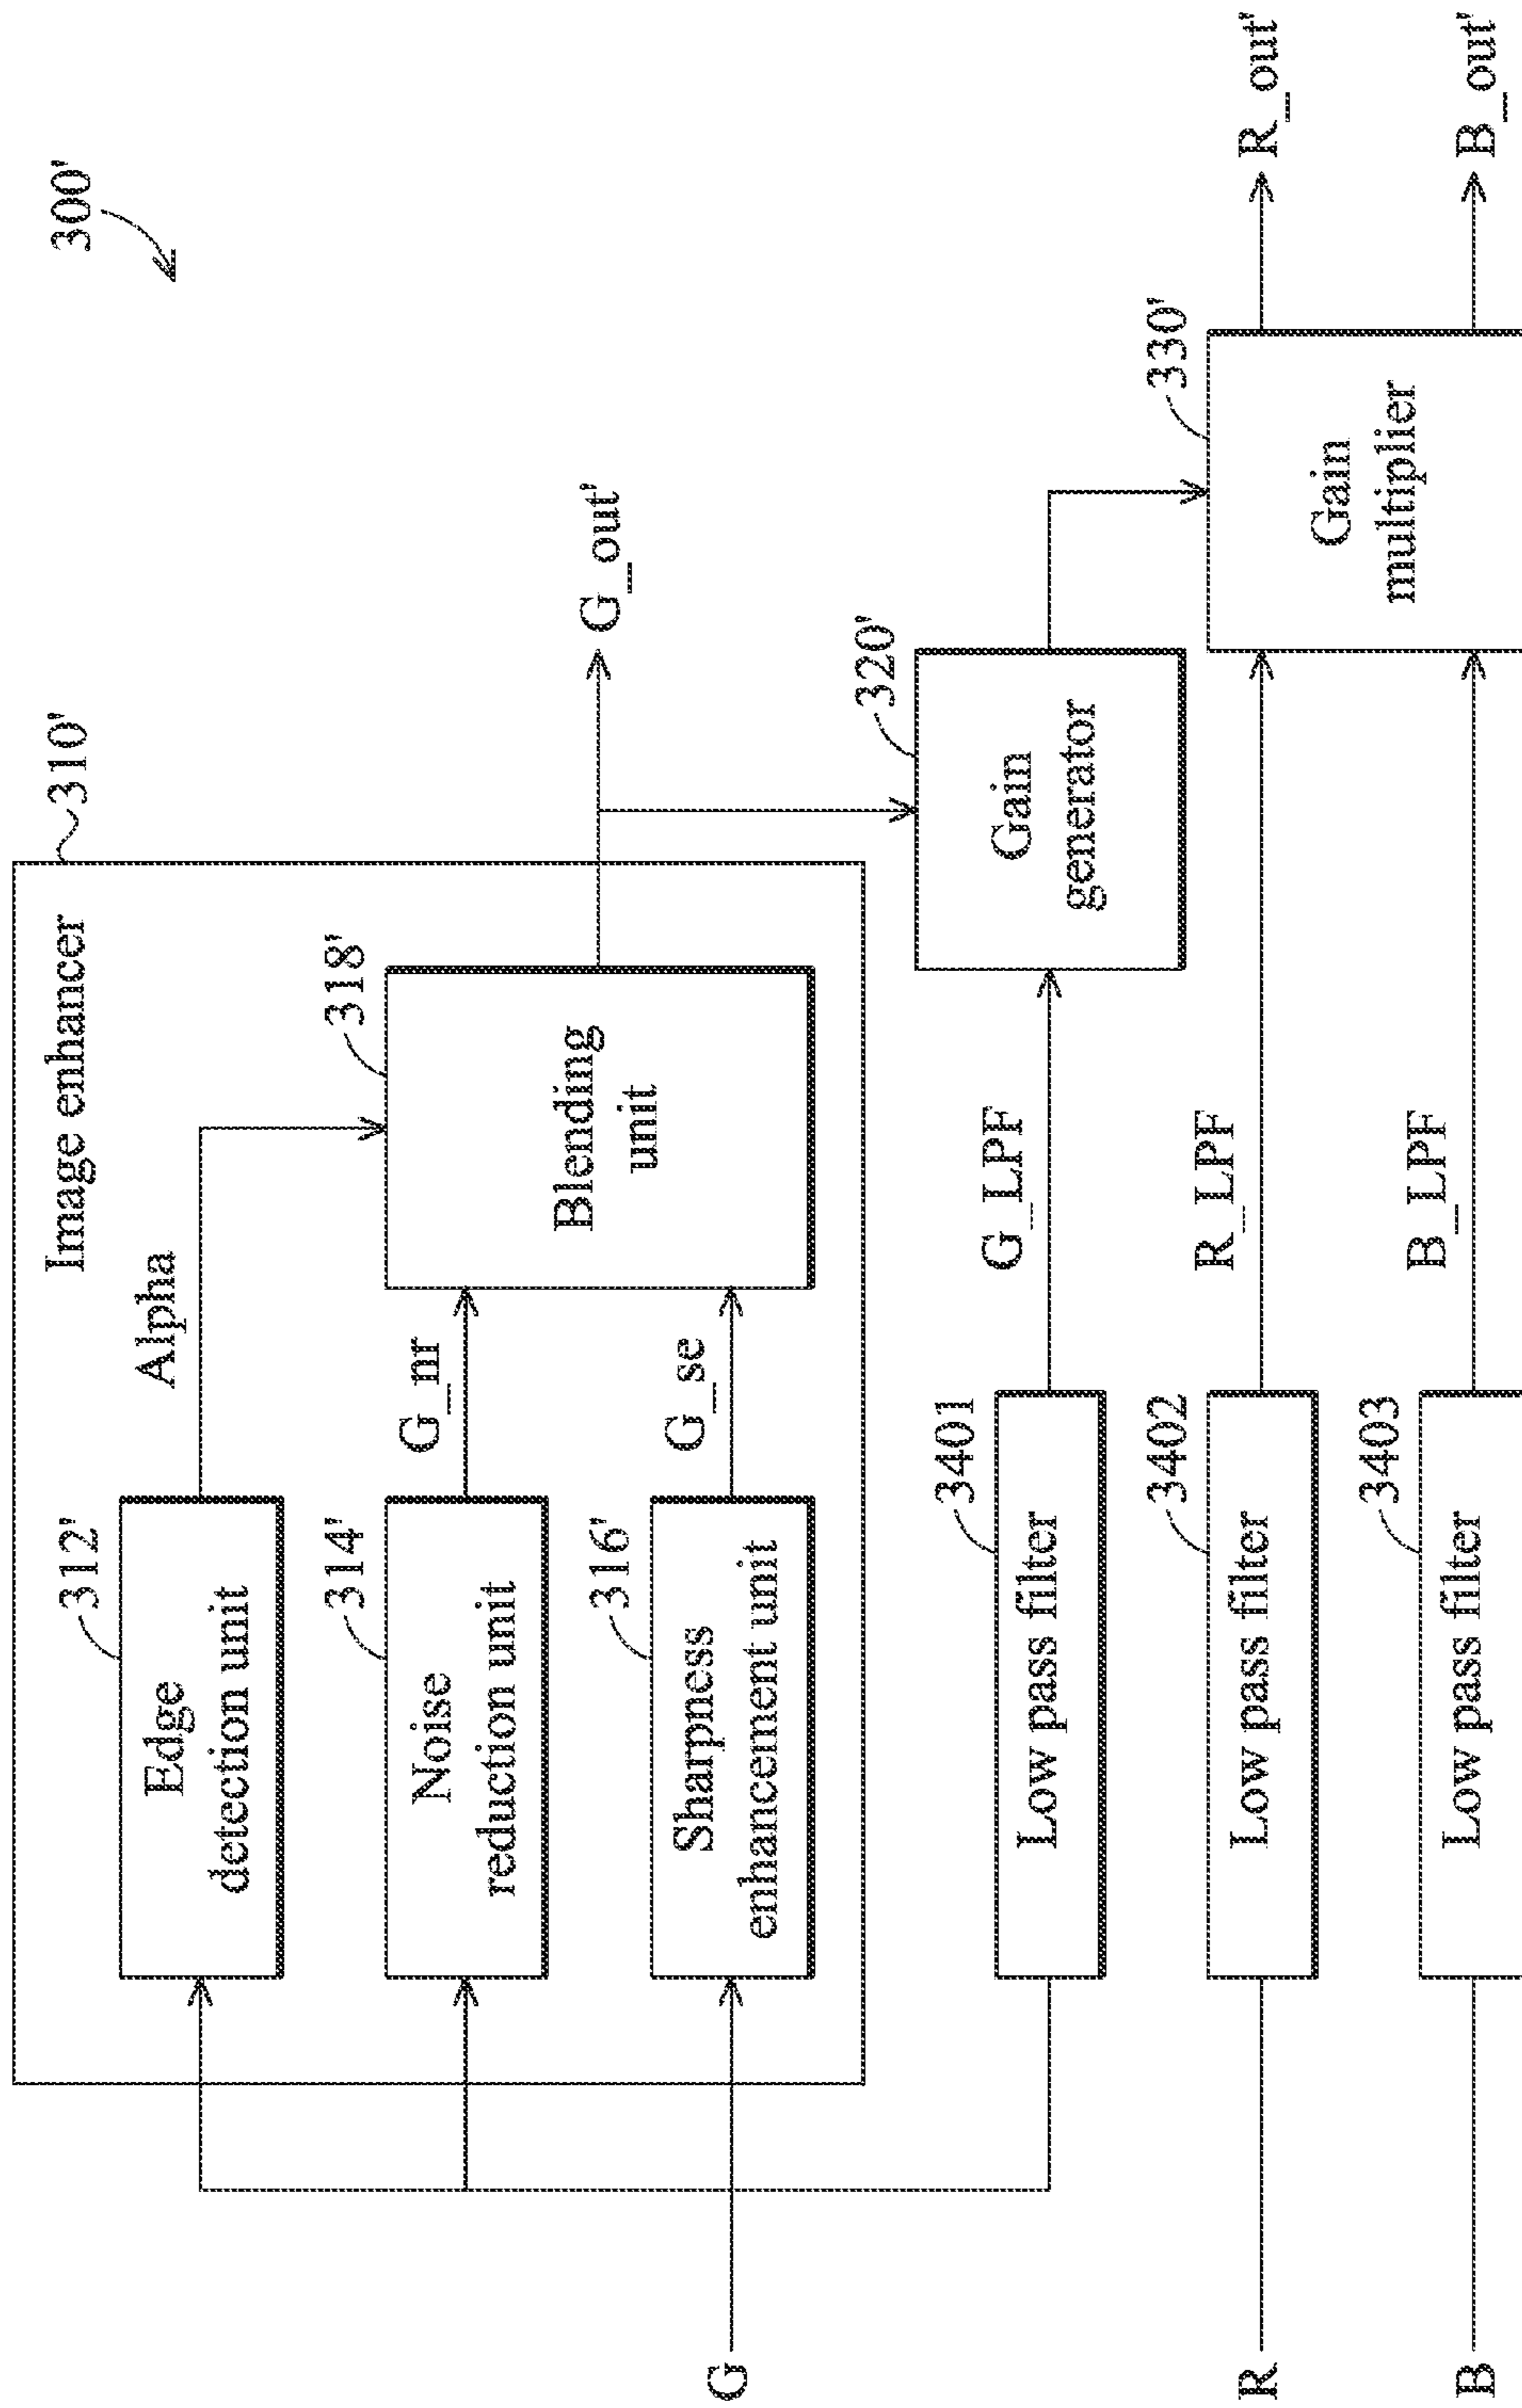 300'
310'
Image enhancer
Alpha
312'
Edge
detection unit
318'
Blending
unit
G_nr
314'
Noise
reduction unit
G_se
316'
Sharpness
enhancement unit
G_out'
G
320'
Gain
generator
G_LPF
3401
Low pass filter
330'
Gain
multiplier
R_out'
R_LPF
3402
Low pass filter
R
B_out'
B_LPF
3403
Low pass filter
B